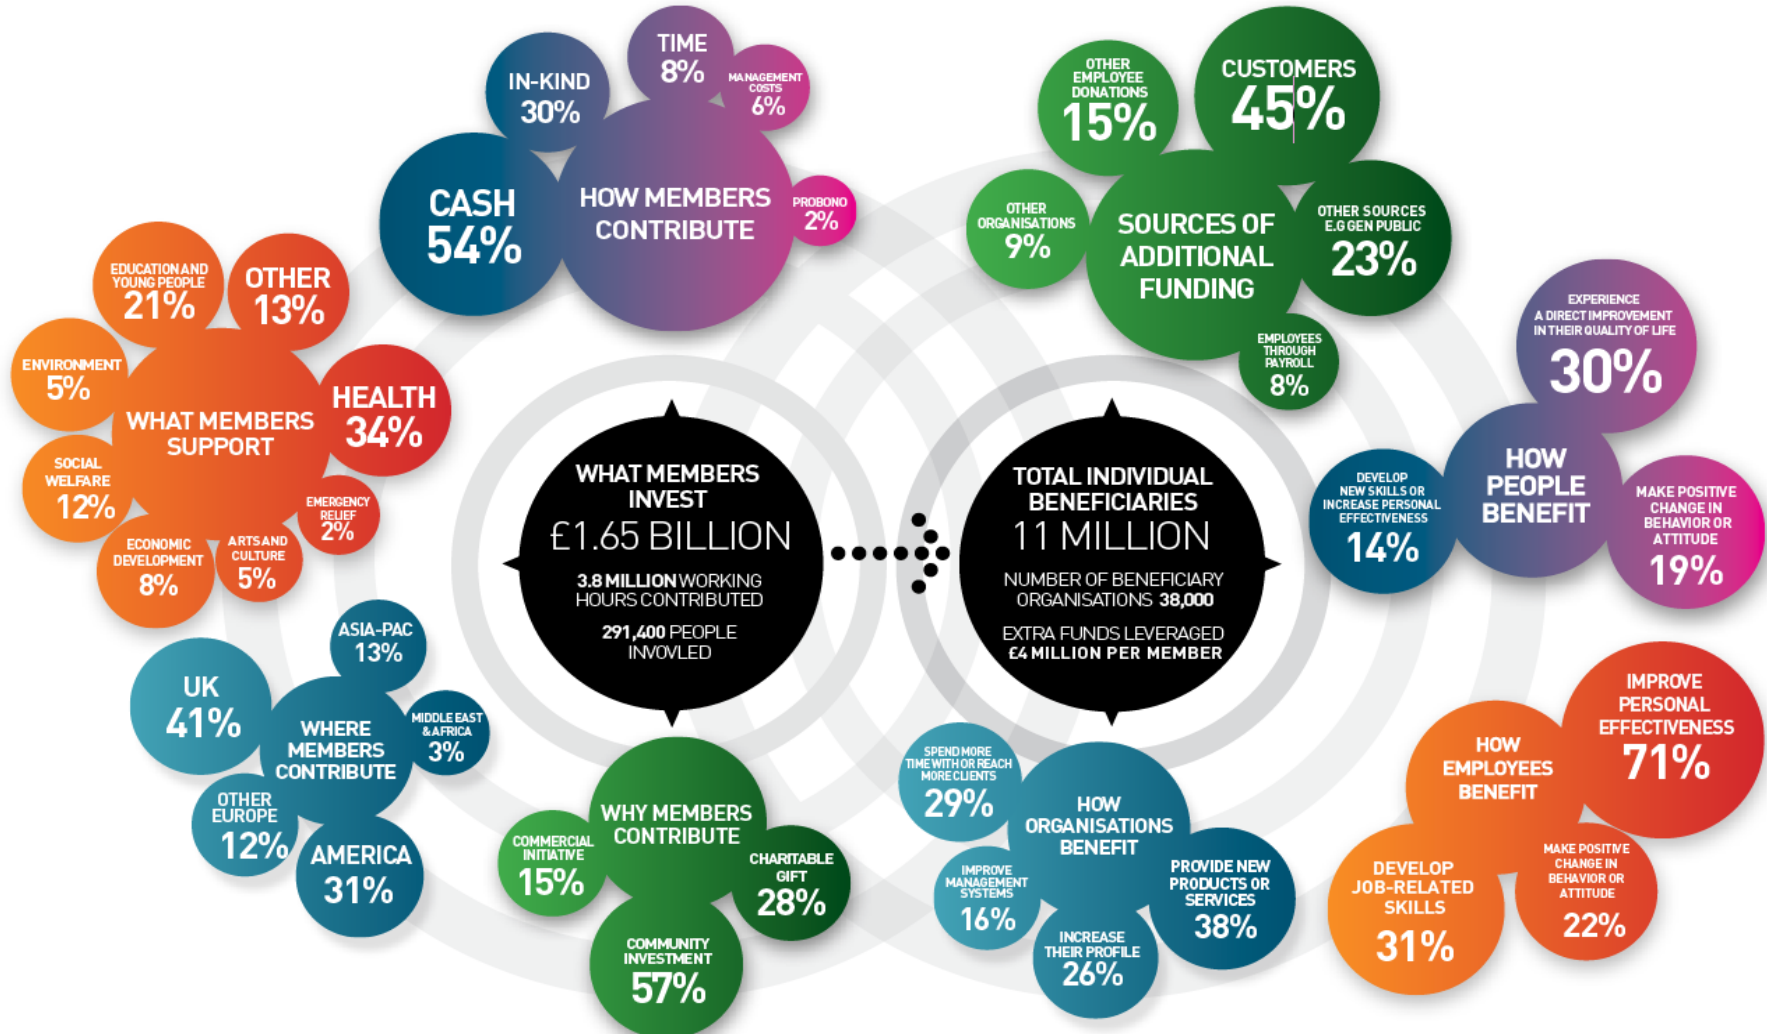 HOW MEMBERS
CONTRIBUTE
CASH
54%
IN-KIND
30%
TIME
8%
MANAGEMENT
COSTS
6%
PROBONO
2%
SOURCES OF
ADDITIONAL
FUNDING
OTHER
ORGANISATIONS
9%
OTHER
EMPLOYEE
DONATIONS
15%
CUSTOMERS
45%
OTHER SOURCES
E.G GEN PUBLIC
23%
EMPLOYEES
THROUGH
PAYROLL
8%
WHAT MEMBERS
SUPPORT
EDUCATION AND
YOUNG PEOPLE
21%
OTHER
13%
HEALTH
34%
EMERGENCY
RELIEF
2%
ARTS AND
CULTURE
5%
ECONOMIC
DEVELOPMENT
8%
SOCIAL
WELFARE
12%
ENVIRONMENT
5%
WHAT MEMBERS
INVEST
£1.65 BILLION
3.8 MILLION WORKING
HOURS CONTRIBUTED
291,400 PEOPLE
INVOVLED
TOTAL INDIVIDUAL
BENEFICIARIES
11 MILLION
NUMBER OF BENEFICIARY
ORGANISATIONS 38,000
EXTRA FUNDS LEVERAGED
£4 MILLION PER MEMBER
HOW
PEOPLE
BENEFIT
EXPERIENCE
A DIRECT IMPROVEMENT
IN THEIR QUALITY OF LIFE
30%
DEVELOP
NEW SKILLS OR
INCREASE PERSONAL
EFFECTIVENESS
14%
MAKE POSITIVE
CHANGE IN
BEHAVIOR OR
ATTITUDE
19%
WHERE
MEMBERS
CONTRIBUTE
UK
41%
ASIA-PAC
13%
MIDDLE EAST
& AFRICA
3%
AMERICA
31%
OTHER
EUROPE
12%
WHY MEMBERS
CONTRIBUTE
COMMERCIAL
INITIATIVE
15%
CHARITABLE
GIFT
28%
COMMUNITY
INVESTMENT
57%
HOW
ORGANISATIONS
BENEFIT
SPEND MORE
TIME WITH OR REACH
MORE CLIENTS
29%
IMPROVE
MANAGEMENT
SYSTEMS
16%
INCREASE
THEIR PROFILE
26%
PROVIDE NEW
PRODUCTS OR
SERVICES
38%
HOW
EMPLOYEES
BENEFIT
IMPROVE
PERSONAL
EFFECTIVENESS
71%
DEVELOP
JOB-RELATED
SKILLS
31%
MAKE POSITIVE
CHANGE IN
BEHAVIOR OR
ATTITUDE
22%